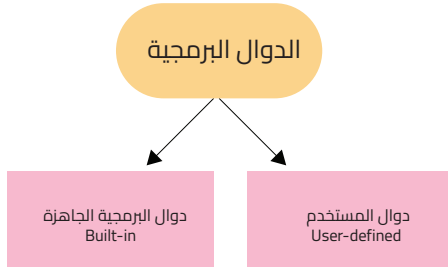 الدوال البرمجية
دوال المستخدم
User-defined
دوال البرمجية الجاهزة
Built-in